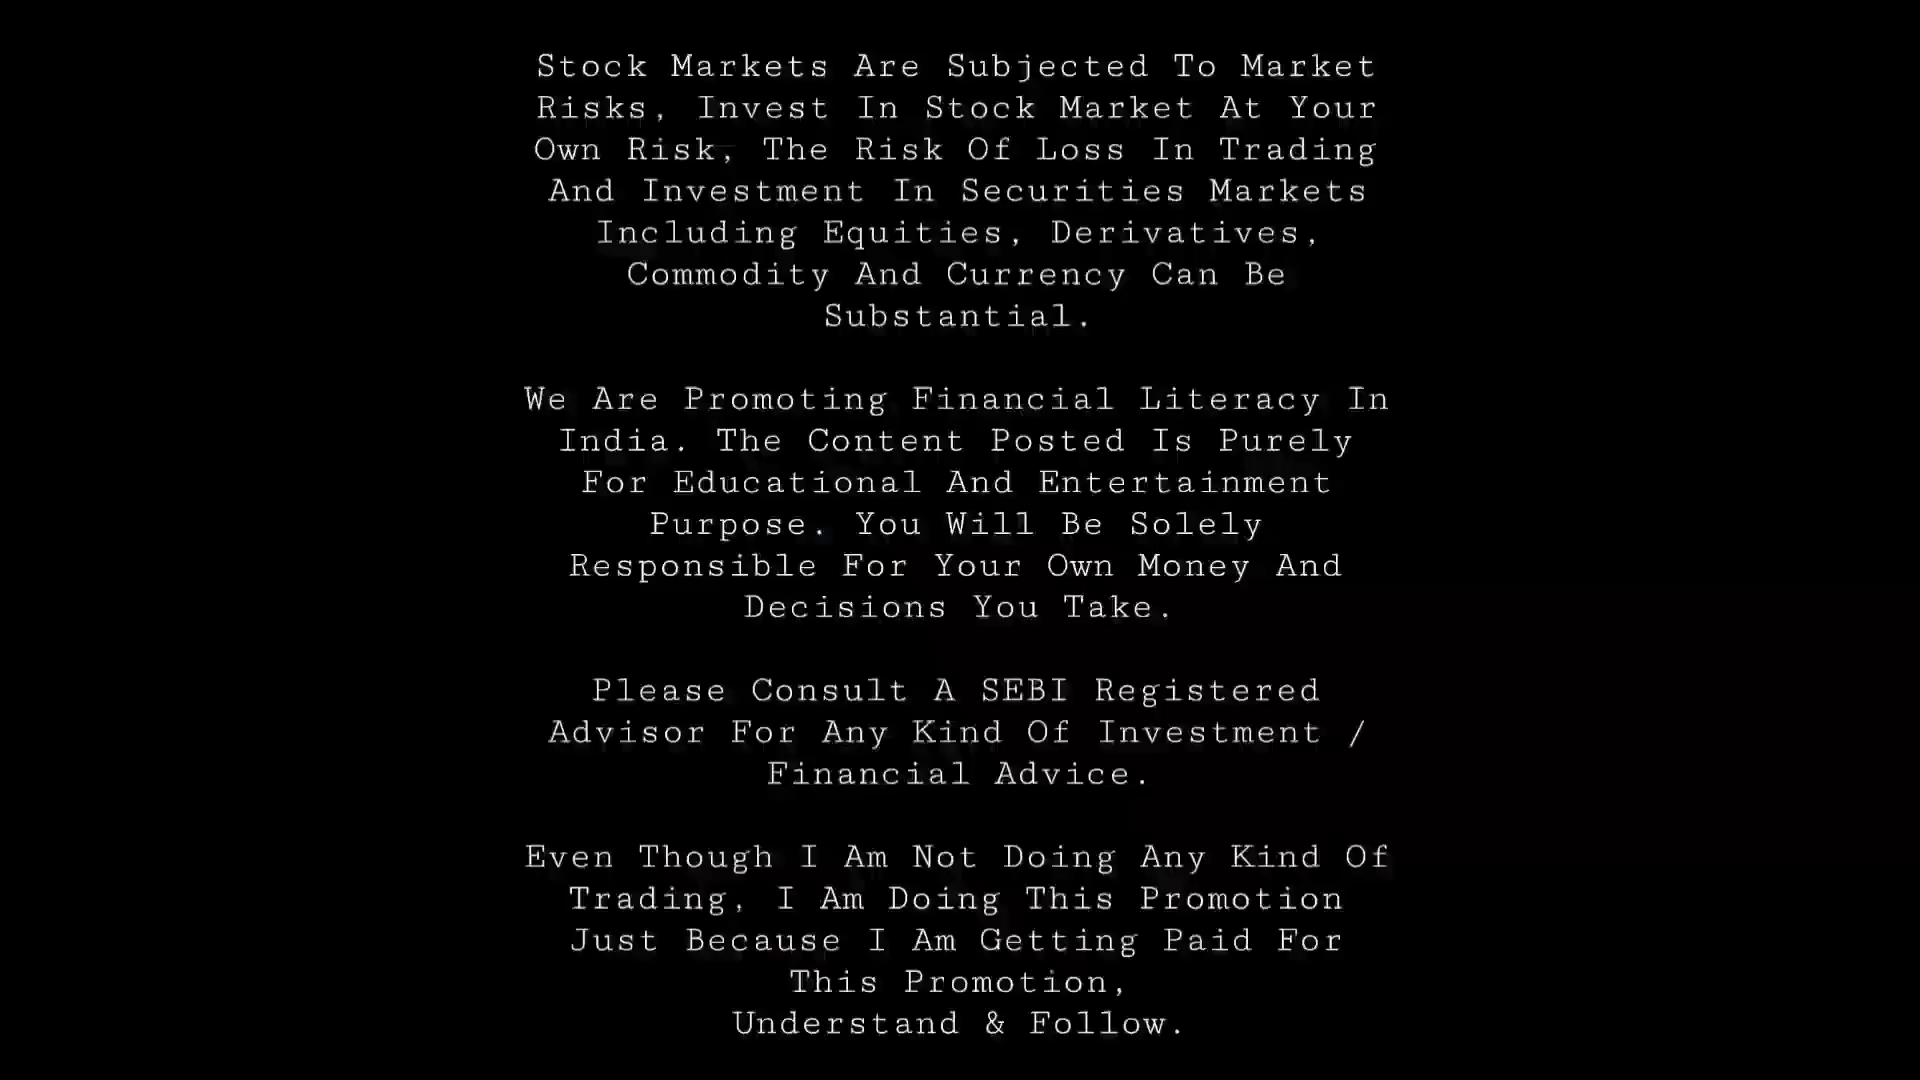 Stock Markets Are Subjected To Market
Risks, Invest In Stock Market At Your
Own Risk, The Risk Of Loss In Trading
And Investment In Securities Markets
Including Equities, Derivatives,
Commodity And Currency Can Be
Substantial.
We Are Promoting Financial Literacy In
India. The Content Posted Is Purely
For Educational And Entertainment
Purpose. You Will Be Solely
Responsible For Your Own Money And
Decisions You Take.
Please Consult A SEBI Registered
Advisor For Any Kind Of Investment /
Financial Advice.
Even Though I Am Not Doing Any Kind Of
Trading, I Am Doing This Promotion
Just Because I Am Getting Paid For
This Promotion,
Understand & Follow.